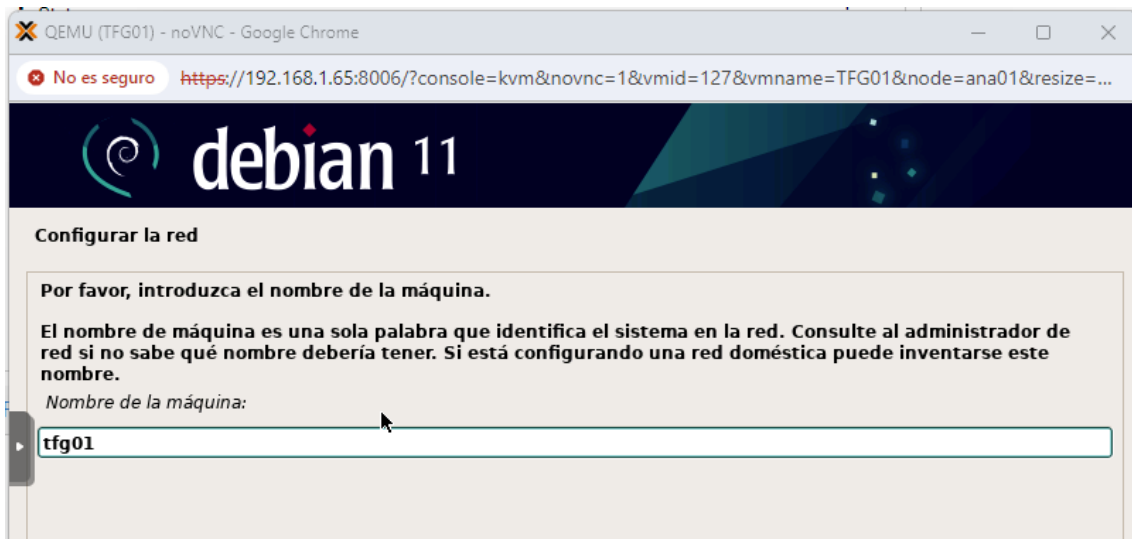 QEMU (TFG01) - noVNC - Google Chrome
No es seguro https://192.168.1.65:8006/?console=kvm&novnc=1&vmid=127&vmname=TFG01&node=ana01&resize=...
debian 11
Configurar la red
Por favor, introduzca el nombre de la máquina.
El nombre de máquina es una sola palabra que identifica el sistema en la red. Consulte al administrador de
red si no sabe qué nombre debería tener. Si está configurando una red doméstica puede inventarse este
nombre.
Nombre de la máquina:
tfg01